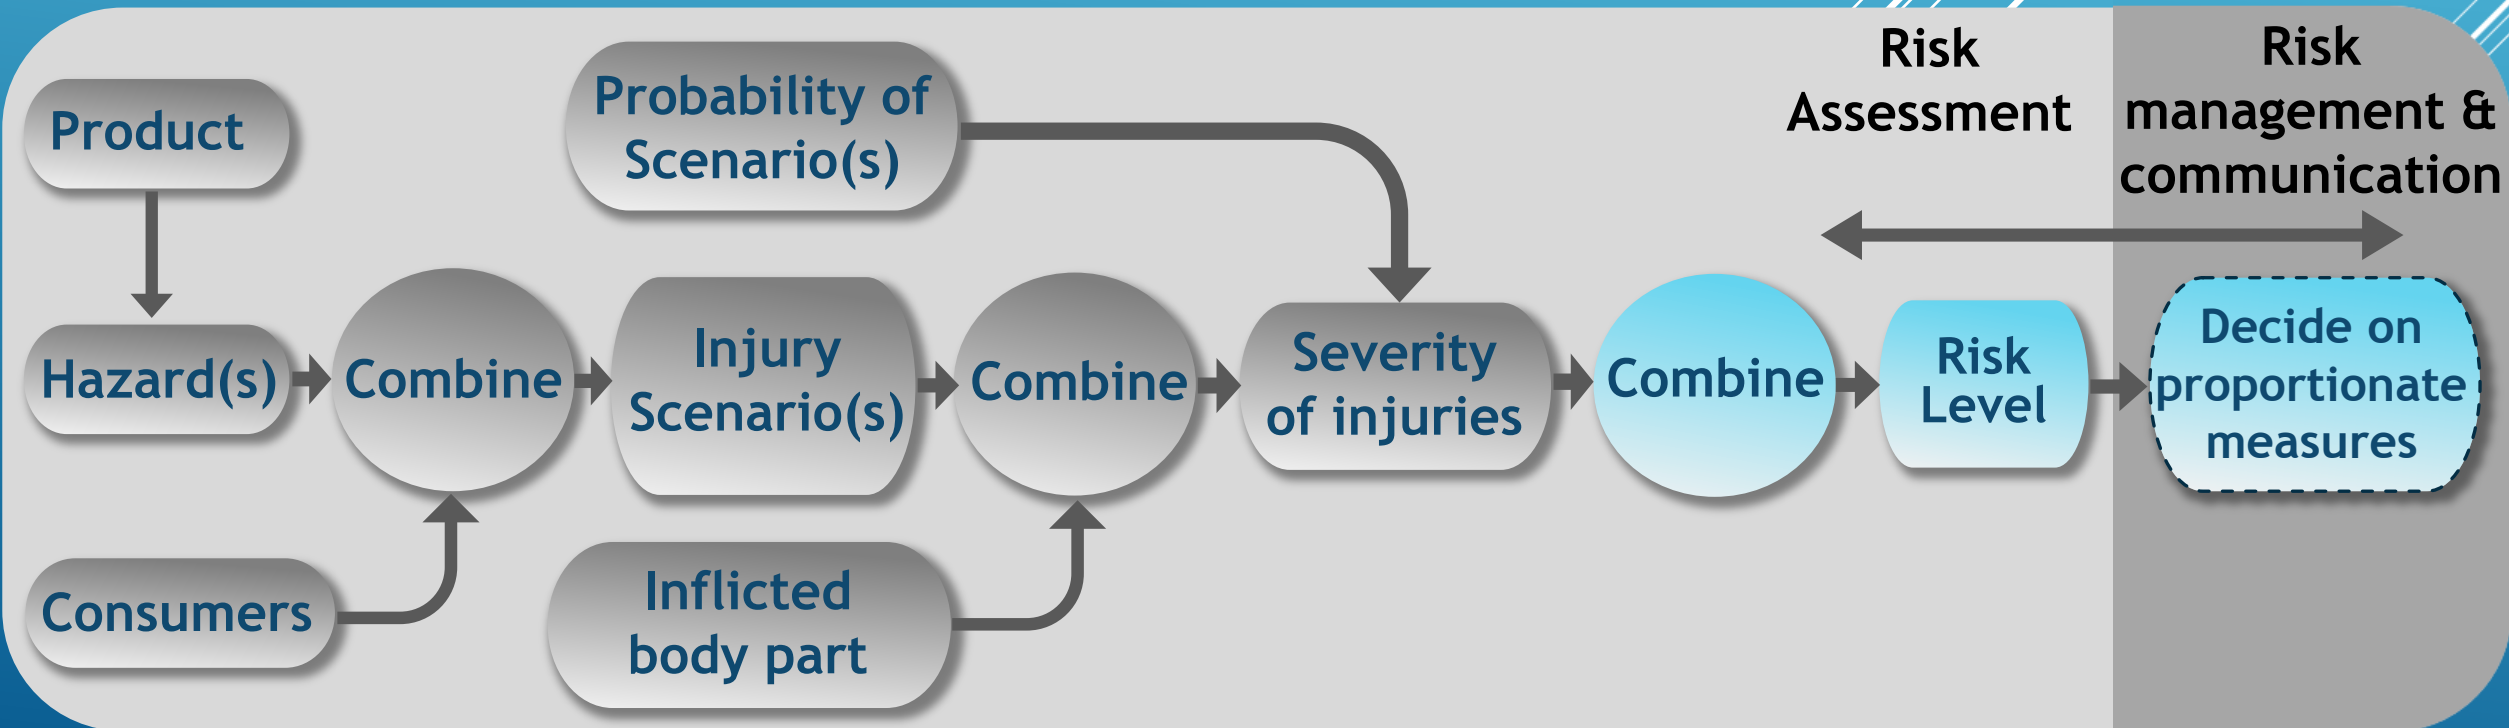 Product
Probability of
Scenario(s)
Risk
Assessment
Risk
management &
communication
Hazard(s)
Combine
Injury
Scenario(s)
Combine
Severity
of injuries
Combine
Risk
Level
Decide on
proportionate
measures
Consumers
Inflicted
body part